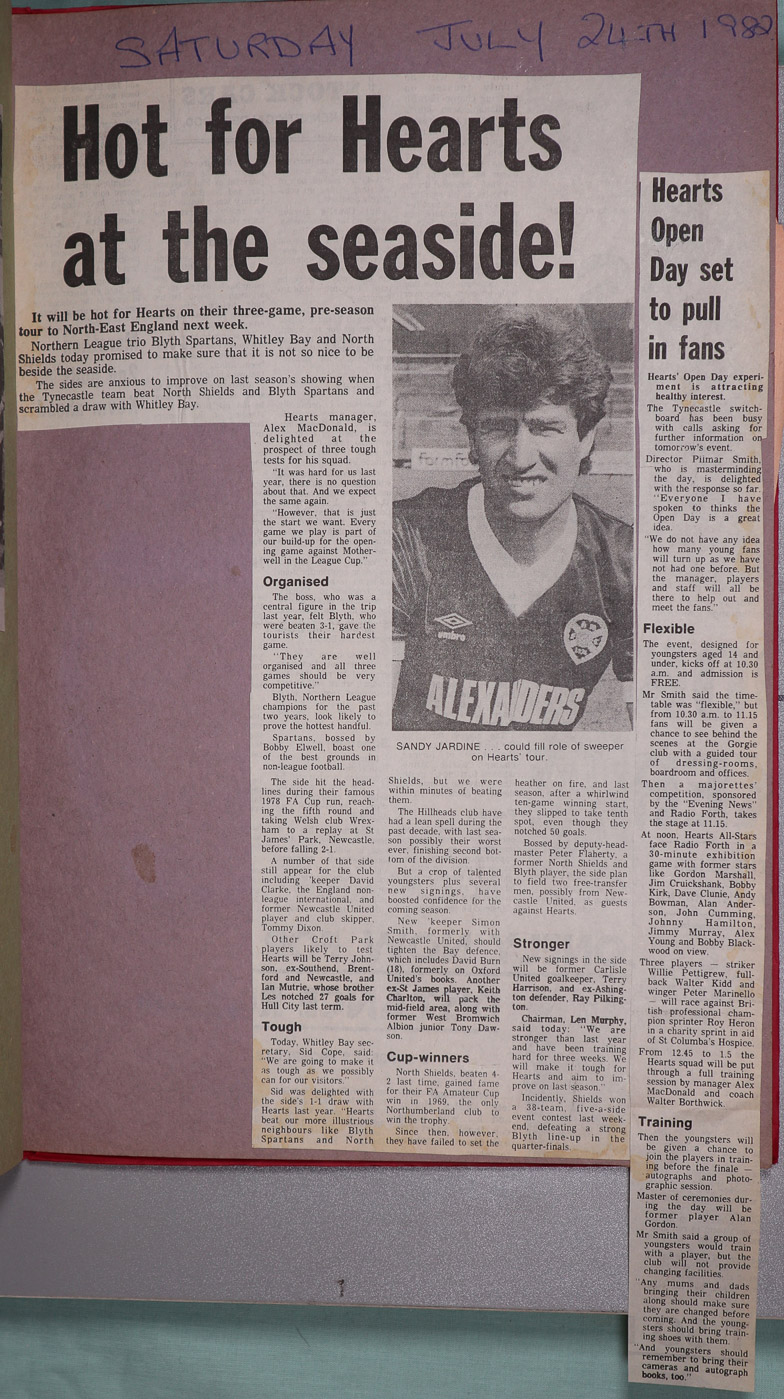 SATURDAY JULY 24TH 1982
Hot for Hearts
at the seaside!
It will be hot for Hearts on their three-game, pre-season
tour to North-East England next week.
Northern League trio Blyth Spartans, Whitley Bay and North
Shields today promised to make sure that it is not so nice to be
beside the seaside.
The sides are anxious to improve on last season's showing when
the Tynecastle team beat North Shields and Blyth Spartans and
scrambled a draw with Whitley Bay.
Hearts manager,
Alex MacDonald, is
delighted at the
prospect of three tough
tests for his squad.
"It was hard for us last
year, there is no question
about that. And we expect
the same again.
"However, that is just
the start we want. Every
game we play is part of
our build-up for the open-
ing game against Mother-
well in the League Cup."
Organised
The boss, who was a
central figure in the trip
last year, felt Blyth, who
were beaten 3-1, gave the
tourists their hardest
game.
"They are well
organised and all three
games should be very
competitive."
Blyth, Northern League
champions for the past
two years, look likely to
prove the hottest handful.
Spartans, bossed by
Bobby Elwell, boast one
of the best grounds in
non-league football.
The side hit the head-
lines during their famous
1978 FA Cup run, reach-
ing the fifth round and
taking Welsh club Wrex-
ham to a replay at St
James' Park, Newcastle,
before falling 2-1.
A number of that side
still appear for the club
including 'keeper David
Clarke, the England non-
league international, and
former Newcastle United
player and club skipper,
Tommy Dixon.
Other Croft Park
players likely to test
Hearts will be Terry John-
son, ex-Southend, Brent-
ford and Newcastle, and
Ian Mutrie, whose brother
Les notched 27 goals for
Hull City last term.
Tough
Today, Whitley Bay sec-
retary, Sid Cope, said:
"We are going to make it
as tough as we possibly
can for our visitors."
Sid was delighted with
the side's 1-1 draw with
Hearts last year. "Hearts
beat our more illustrious
neighbours like Blyth
Spartans and North
umbro
ALEXANDERS
SANDY JARDINE . . . could fill role of sweeper
on Hearts' tour.
Shields, but we were
within minutes of beating
them.
The Hillheads club have
had a lean spell during the
past decade, with last sea-
son possibly their worst
ever, finishing second bot-
tom of the division.
But a crop of talented
youngsters plus several
new signings, have
boosted confidence for the
coming season.
New 'keeper Simon
Smith, formerly with
Newcastle United, should
tighten the Bay defence,
which includes David Burn
(18), formerly on Oxford
United's books. Another
ex-St James player, Keith
Charlton, will pack the
mid-field area, along with
former West Bromwich
Albion junior Tony Daw-
son.
Cup-winners
North Shields, beaten 4-
2 last time, gained fame
for their FA Amateur Cup
win in 1969, the only
Northumberland club to
win the trophy.
Since then, however,
they have failed to set the
heather on fire, and last
season, after a whirlwind
ten-game winning start,
they slipped to take tenth
spot, even though they
notched 50 goals.
Bossed by deputy-head-
master Peter Flaherty, a
former North Shields and
Blyth player, the side plan
to field two free-transfer
men, possibly from New-
castle United, as guests
against Hearts.
Stronger
New signings in the side
will be former Carlisle
United goalkeeper, Terry
Harrison, and ex-Ashing-
ton defender, Ray Pilking-
ton.
Chairman, Len Murphy,
said today: "We are
stronger than last year
and have been training
hard for three weeks. We
will make it tough for
Hearts and aim to im-
prove on last season."
Incidently, Shields won
a 38-team, five-a-side
event contest last week-
end, defeating a strong
Blyth line-up in the
quarter-finals.
Hearts
Open
Day set
to pull
in fans
Hearts' Open Day experi-
ment is attracting
healthy interest.
The Tynecastle switch-
board has been busy
with calls asking for
further information on
tomorrow's event.
Director Pilmar Smith,
who is masterminding
the day, is delighted
with the response so far.
"Everyone I have
spoken to thinks the
Open Day is a great
idea.
"We do not have any idea
how many young fans
will turn up as we have
not had one before. But
the manager, players
and staff will all be
there to help out and
meet the fans."
Flexible
The event, designed for
youngsters aged 14 and
under, kicks off at 10.30
a.m. and admission is
FREE.
Mr Smith said the time-
table was "flexible," but
from 10.30 a.m. to 11.15
fans will be given a
chance to see behind the
scenes at the Gorgie
club with a guided tour
of dressing-rooms,
boardroom and offices.
Then a majorettes'
competition, sponsored
by the "Evening News"
and Radio Forth, takes
the stage at 11.15.
At noon, Hearts All-Stars
face Radio Forth in a
30-minute exhibition
game with former stars
like Gordon Marshall,
Jim Cruickshank, Bobby
Kirk, Dave Clunie, Andy
Bowman, Alan Ander-
son, John Cumming,
Johnny Hamilton,
Jimmy Murray, Alex
Young and Bobby Black-
wood on view.
Three players — striker
Willie Pettigrew, full-
back Walter Kidd and
winger Peter Marinello
— will race against Bri-
tish professional cham-
pion sprinter Roy Heron
in a charity sprint in aid
of St Columba's Hospice.
From 12.45 to 1.5 the
Hearts squad will be put
through a full training
session by manager Alex
MacDonald and coach
Walter Borthwick.
Training
Then the youngsters will
be given a chance to
join the players in train-
ing before the finale —
autographs and photo-
graphic session.
Master of ceremonies dur-
ing the day will be
former player Alan
Gordon.
Mr Smith said a group of
youngsters would train
with a player, but the
club will not provide
changing facilities.
"Any mums and dads
bringing their children
along should make sure
they are changed before
coming. And the young-
sters should bring train-
ing shoes with them.
"And youngsters should
remember to bring their
cameras and autograph
books, too."